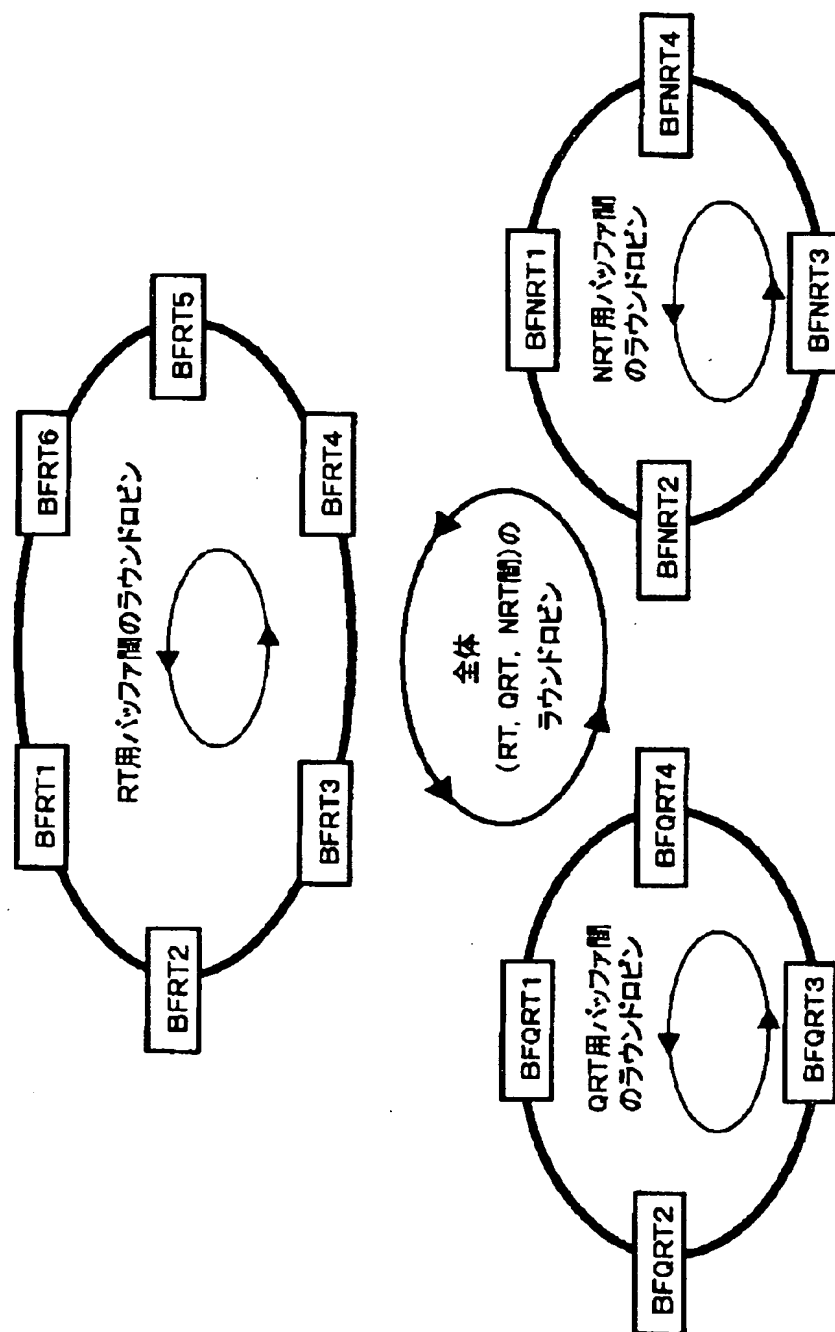 BFRT1
BFRT6
BFRT2
RT用バッファ間のラウンドロビン
BFRT5
BFRT3
BFRT4
全体
(RT, QRT, NRT間)の
ラウンドロビン
BFQRT1
BFQRT2
QRT用バッファ間
のラウンドロビン
BFQRT4
BFQRT3
BFNRT1
BFNRT2
NRT用バッファ間
のラウンドロビン
BFNRT4
BFNRT3